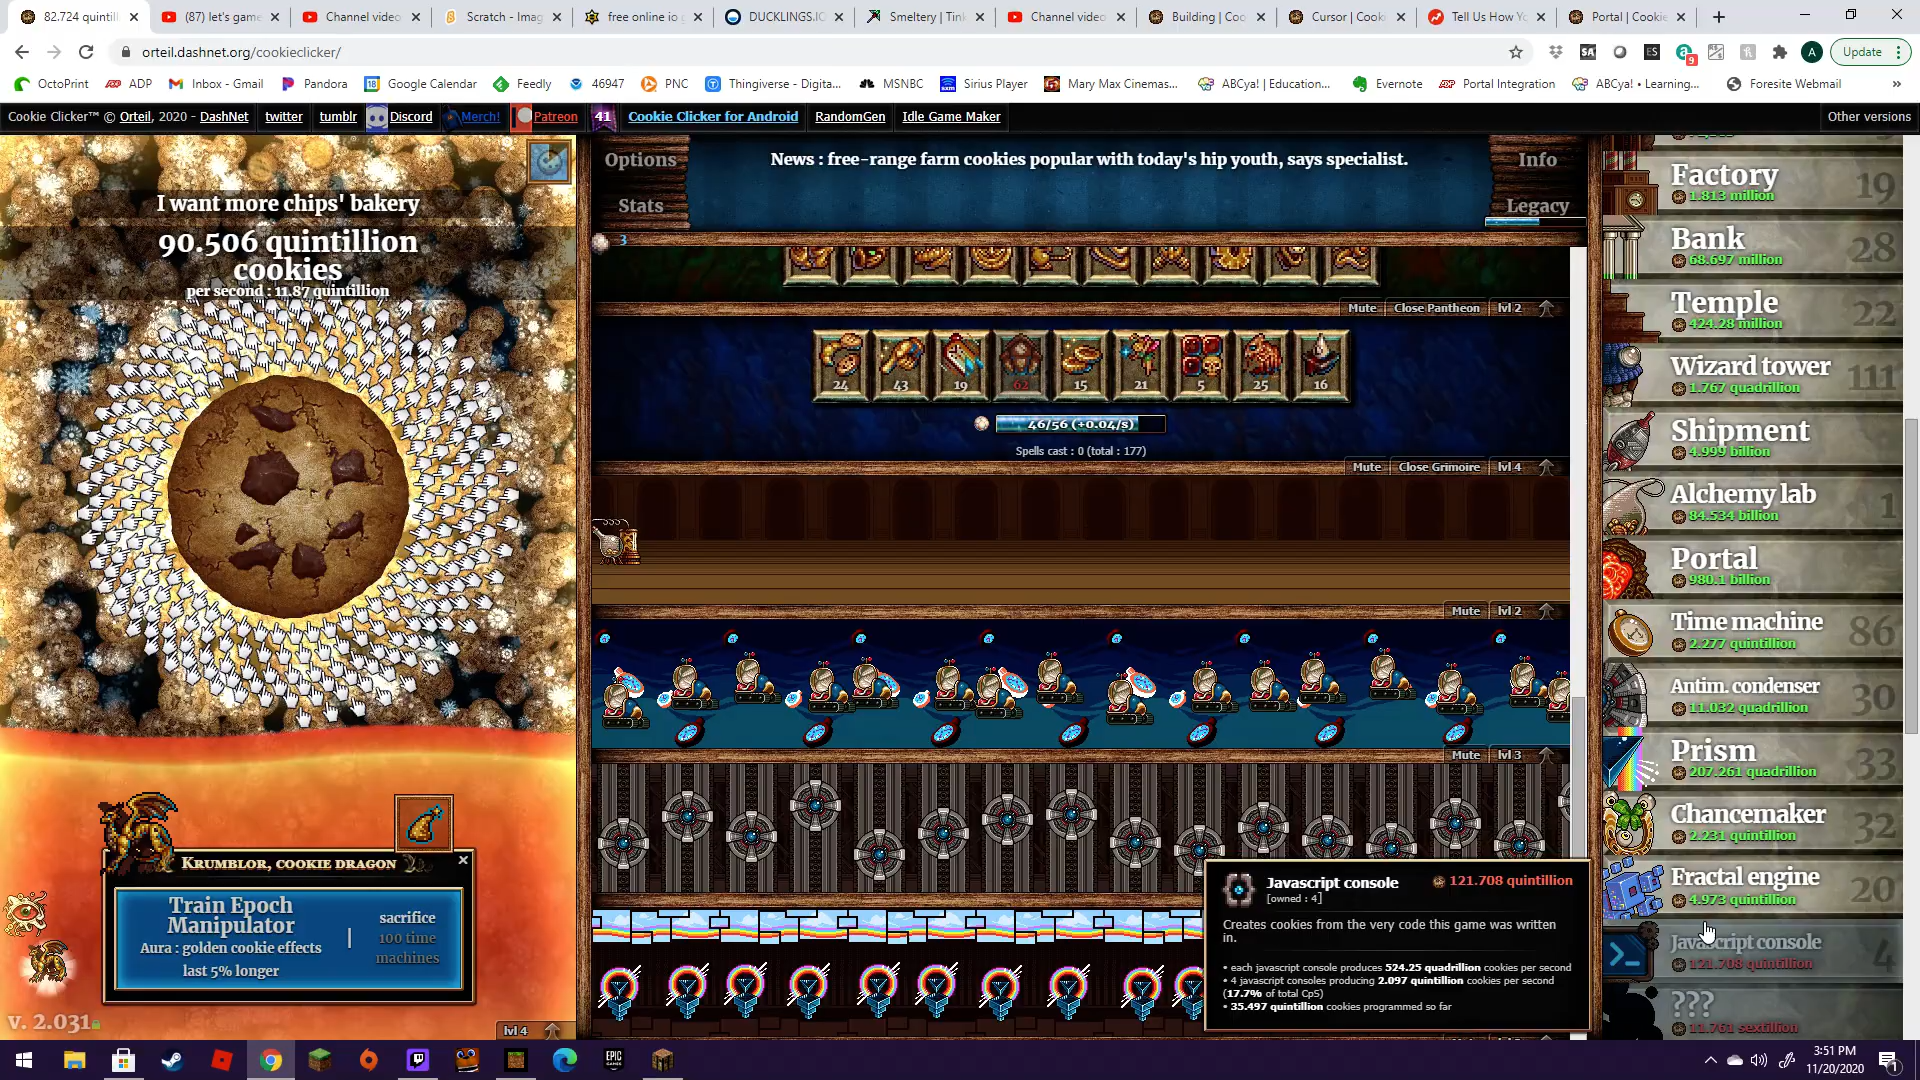 82.724 quintill
(87) let's game
Channel video
Scratch - Imag
free online io g
DUCKLINGS.IO
Smeltery | Tink
Channel video
Building | Coo
Cursor | Cook
Tell Us How Yo
Portal | Cookie
orteil.dashnet.org/cookieclicker/
SA
ES
9
A
Update
OctoPrint
ADP
Inbox - Gmail
Pandora
18
Google Calendar
Feedly
46947
PNC
Thingiverse - Digita...
MSNBC
Sirius Player
Mary Max Cinemas...
ABCya! | Education...
Evernote
Portal Integration
ABCya! • Learning...
Foresite Webmail
»
Cookie Clicker™ © Orteil, 2020 - DashNet
twitter
tumblr
Discord
Merch!
Patreon
41
Cookie Clicker for Android
RandomGen
Idle Game Maker
Other versions
I want more chips' bakery
90.506 quintillion
cookies
per second : 11.87 quintillion
Krumblor, cookie dragon
x
Train Epoch
Manipulator
Aura : golden cookie effects
last 5% longer
|
sacrifice
100 time
machines
v. 2.031
Options
Stats
News : free-range farm cookies popular with today's hip youth, says specialist.
Info
Legacy
3
Mute
Close Pantheon
lvl 2
24
43
19
62
15
21
5
25
16
46/56 (+0.04/s)
Spells cast : 0 (total : 177)
Mute
Close Grimoire
lvl 4
Mute
lvl 2
Mute
lvl 3
lvl 4
Javascript console
121.708 quintillion
[owned : 4]
Creates cookies from the very code this game was written
in.
• each javascript console produces 524.25 quadrillion cookies per second
• 4 javascript consoles producing 2.097 quintillion cookies per second
(17.7% of total CpS)
• 35.497 quintillion cookies programmed so far
Factory
1.813 million
19
Bank
68.697 million
28
Temple
424.28 million
22
Wizard tower
1.767 quadrillion
111
Shipment
4.999 billion
Alchemy lab
84.534 billion
1
Portal
980.1 billion
Time machine
2.277 quintillion
86
Antim. condenser
11.032 quadrillion
30
Prism
207.261 quadrillion
33
Chancemaker
2.231 quintillion
32
Fractal engine
4.973 quintillion
20
Javascript console
121.708 quintillion
4
???
11.761 sextillion
EPIC
GAMES
3:51 PM
11/20/2020
1